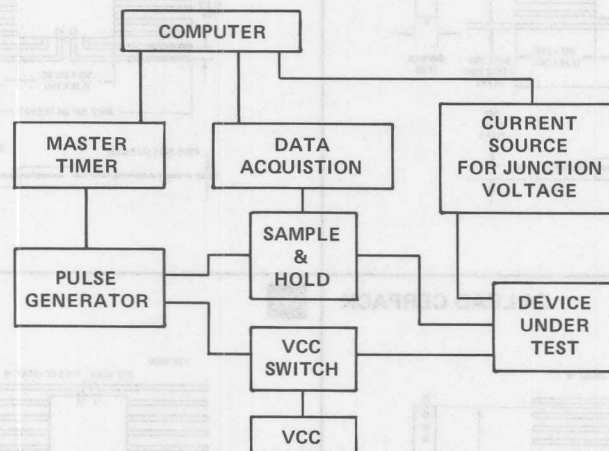 COMPUTER
MASTER
TIMER
DATA
ACQUISTION
CURRENT
SOURCE
FOR JUNCTION
VOLTAGE
SAMPLE
&
HOLD
PULSE
GENERATOR
DEVICE
UNDER
TEST
VCC
SWITCH
VCC